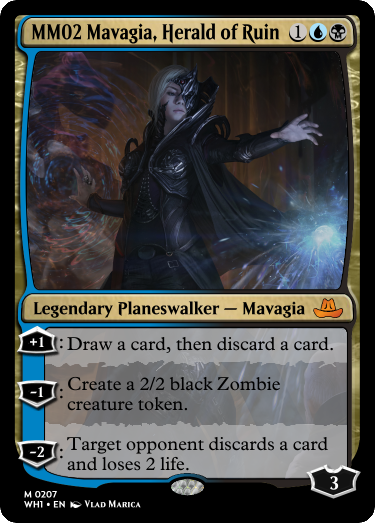 MM02 Mavagia, Herald of Ruin 1
Legendary Planeswalker — Mavagia
+1: Draw a card, then discard a card.
-1: Create a 2/2 black Zombie
creature token.
-2: Target opponent discards a card
and loses 2 life.
3
M 0207
WH1 • EN Vlad Marica